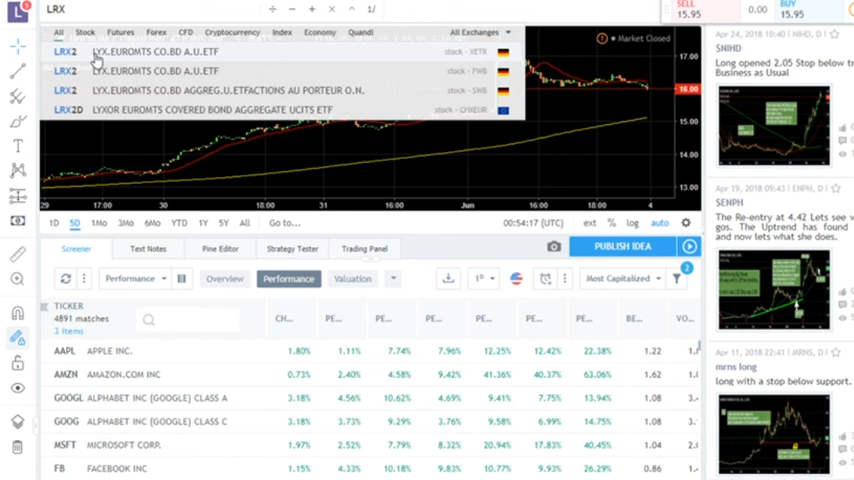 LRX
1/
SELL
15.95
0.00
BUY
15.95
All Stock Futures Forex CFD Cryptocurrency Index Economy Quandl All Exchanges
LRX2 LYX.EUROMTS CO.BD A.U.ETF stock - XETR
LRX2 LYX.EUROMTS CO.BD A.U.ETF stock - FWB
LRX2 LYX.EUROMTS CO.BD AGGREG.U.ETFACTIONS AU PORTEUR O.N. stock - SWB
LRX2D LYXOR EUROMTS COVERED BOND AGGREGATE UCITS ETF stock - CHXEUR
Market Closed
17.00
16.00
15.00
14.00
13.00
29 17:00 30 18:00 31 16:00 Jun 16:00 18:00 4
1D 5D 1Mo 3Mo 6Mo YTD 1Y 5Y All Go to... 00:54:17 (UTC) ext % log auto
Screener Text Notes Pine Editor Strategy Tester Trading Panel PUBLISH IDEA
Performance Overview Performance Valuation Most Capitalized 2
TICKER
4891 matches
3 items
CH... PE... PE... PE... PE... PE... PE... BE... VO...
AAPL APPLE INC. 1.80% 1.11% 7.74% 7.96% 12.25% 12.42% 22.38% 1.22
AMZN AMAZON.COM INC 0.73% 2.40% 4.58% 9.42% 41.36% 40.37% 63.06% 1.62
GOOGL ALPHABET INC (GOOGLE) CLASS A 3.18% 4.56% 10.62% 4.69% 9.41% 7.75% 13.94% 1.08
GOOG ALPHABET INC (GOOGLE) CLASS C 3.18% 3.73% 9.29% 3.76% 9.58% 6.99% 14.75% 1.08
MSFT MICROSOFT CORP. 1.97% 2.52% 7.79% 8.32% 20.94% 17.83% 40.45% 1.04
FB FACEBOOK INC 1.15% 4.33% 10.18% 9.83% 10.77% 9.93% 26.29% 0.86
Apr 24, 2018 10:40 | NIHD, D |
$NIHD
Long opened 2.05 Stop below
Business as Usual
Apr 19, 2018 09:43 | ENPH, D |
$ENPH
The Re-entry at 4.42 Lets see
gos. The Uptrend has found
and now lets what she does.
Apr 11, 2018 22:41 | MRNS, D |
mrns long
long with a stop below support.